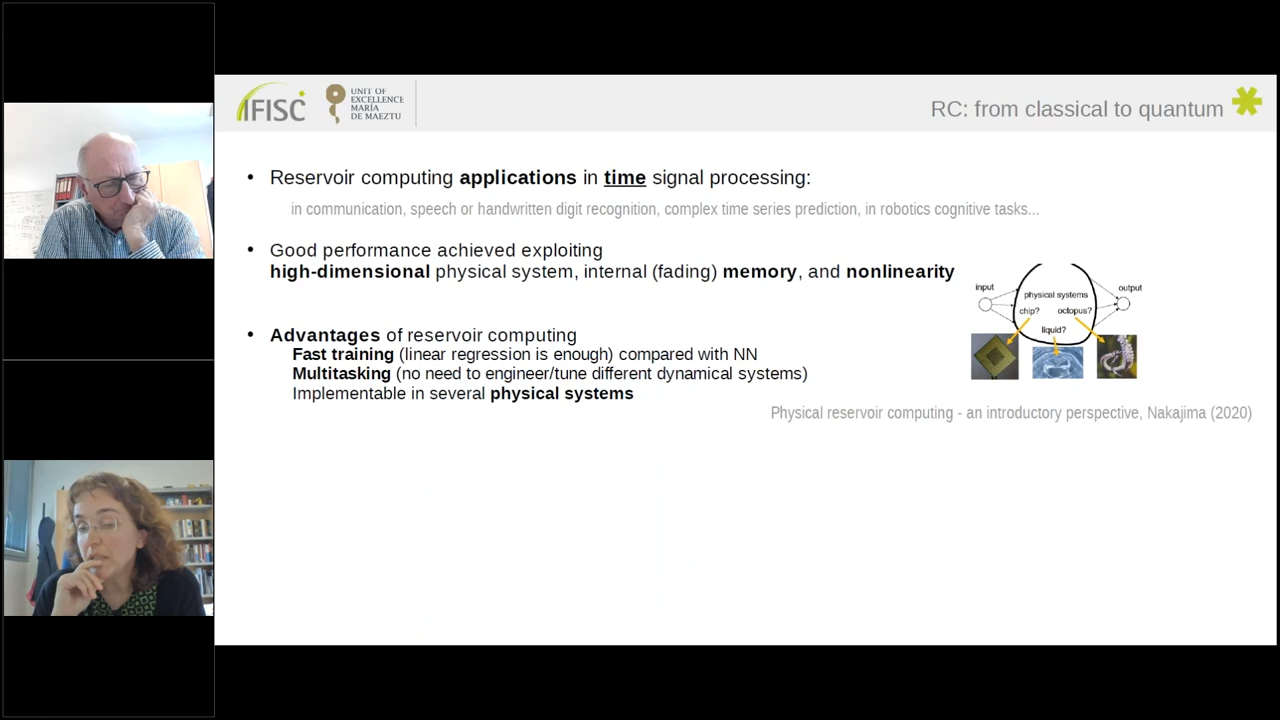 IFISC
UNIT OF
EXCELLENCE
MARÍA
DE MAEZTU
RC: from classical to quantum
• Reservoir computing applications in time signal processing:
in communication, speech or handwritten digit recognition, complex time series prediction, in robotics cognitive tasks...
• Good performance achieved exploiting
high-dimensional physical system, internal (fading) memory, and nonlinearity
input
output
physical systems
chip? octopus?
liquid?
• Advantages of reservoir computing
Fast training (linear regression is enough) compared with NN
Multitasking (no need to engineer/tune different dynamical systems)
Implementable in several physical systems
Physical reservoir computing - an introductory perspective, Nakajima (2020)